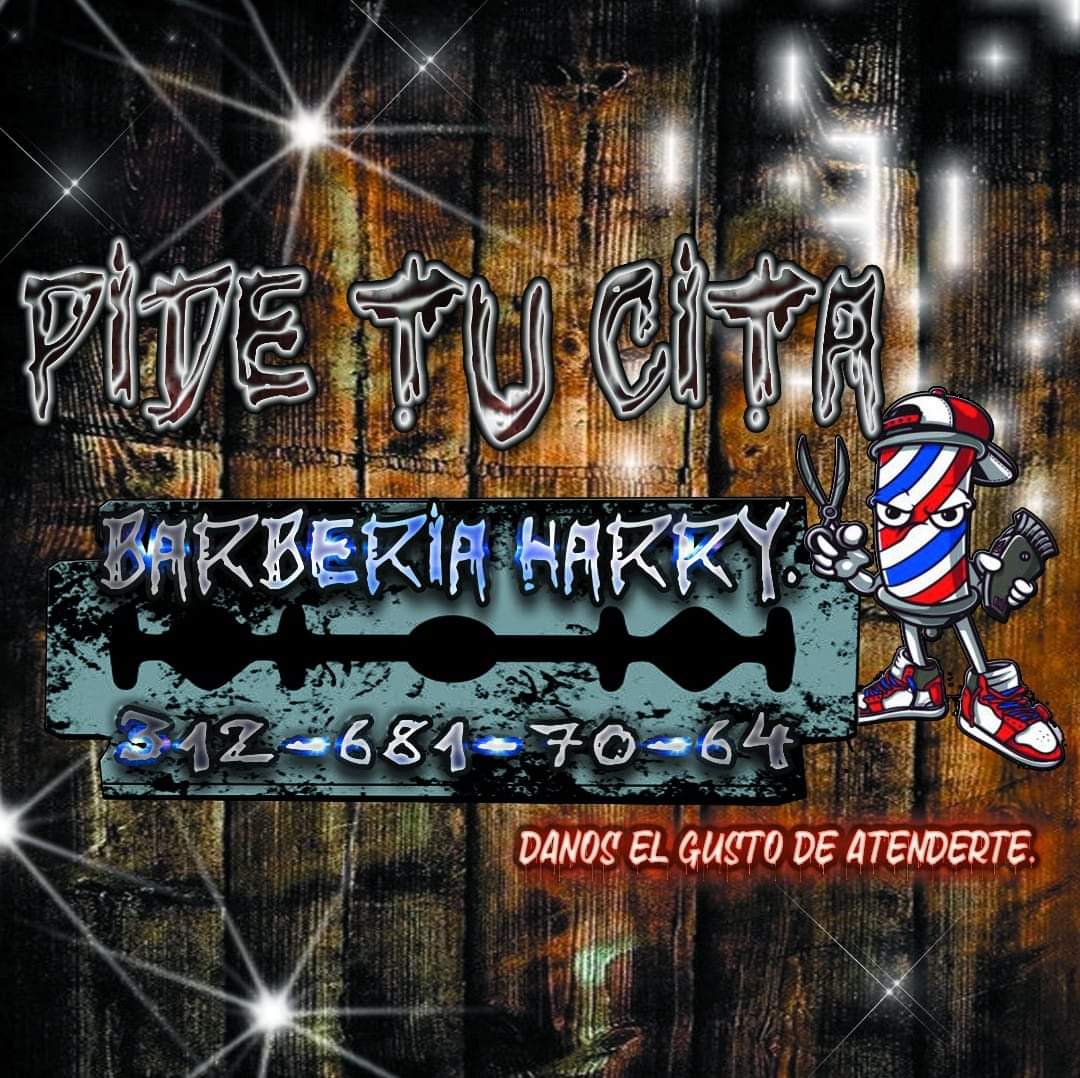 PIDE TU CITA
BARBERIA HARRY.
312-681-70-64
DANOS EL GUSTO DE ATENDERTE.